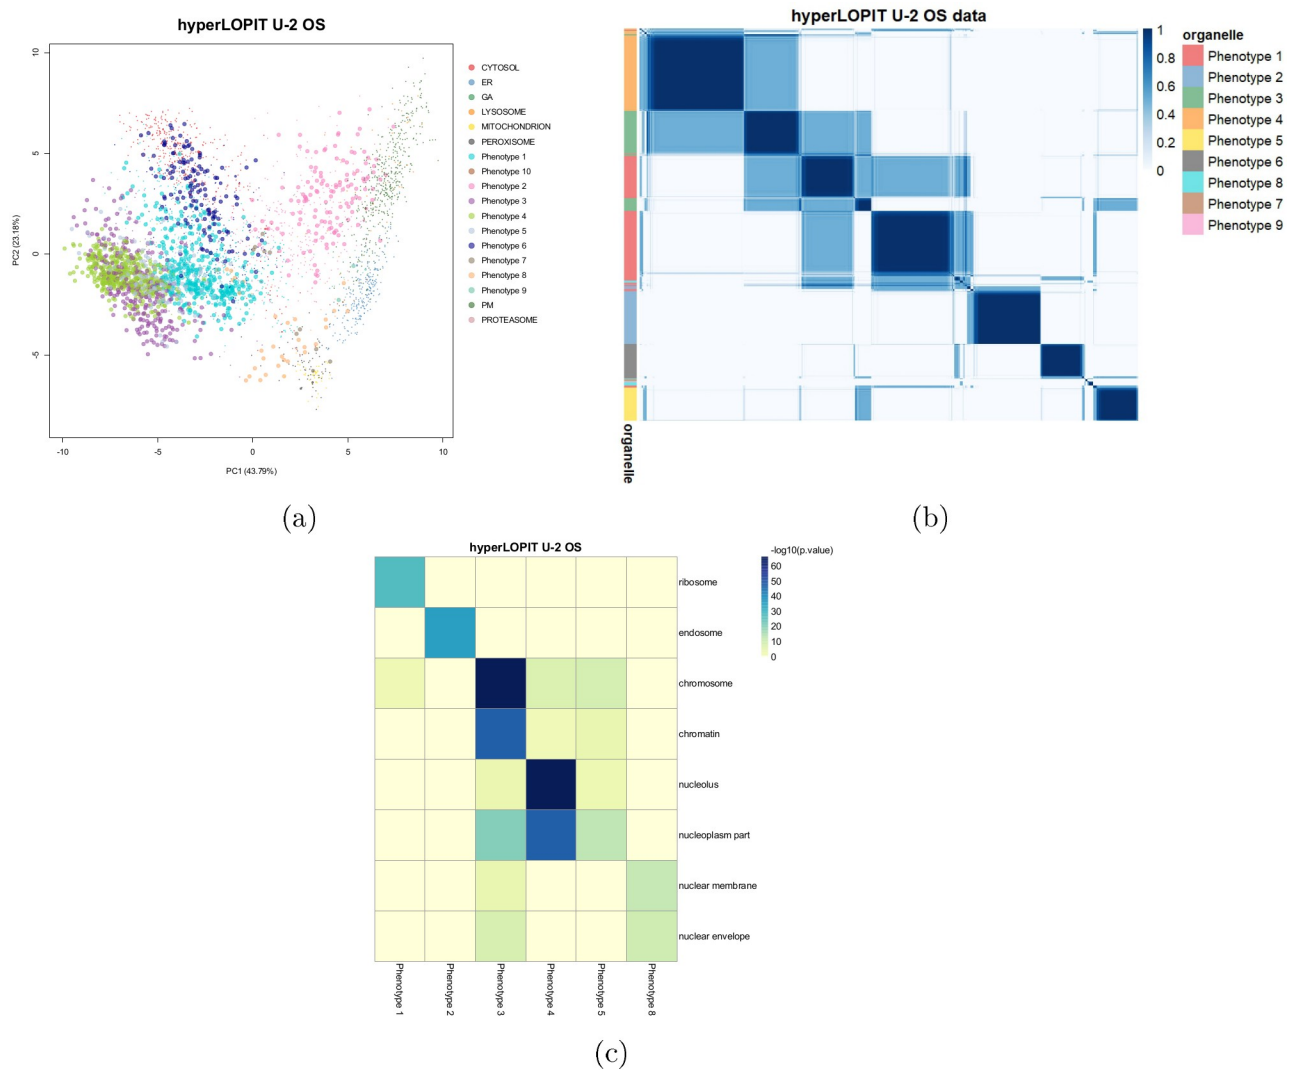 hyperLOPIT U-2 OS
10
5
0
-5
PC2 (23.18%)
-10
-5
0
5
10
PC1 (43.79%)
CYTOSOL
ER
GA
LYSOSOME
MITOCHONDRION
PEROXISOME
Phenotype 1
Phenotype 10
Phenotype 2
Phenotype 3
Phenotype 4
Phenotype 5
Phenotype 6
Phenotype 7
Phenotype 8
Phenotype 9
PM
PROTEASOME
(a)
hyperLOPIT U-2 OS data
1
0.8
0.6
0.4
0.2
0
organelle
Phenotype 1
Phenotype 2
Phenotype 3
Phenotype 4
Phenotype 5
Phenotype 6
Phenotype 8
Phenotype 7
Phenotype 9
organelle
(b)
hyperLOPIT U-2 OS
-log10(p.value)
60
50
40
30
20
10
0
ribosome
endosome
chromosome
chromatin
nucleolus
nucleoplasm part
nuclear membrane
nuclear envelope
Phenotype 1
Phenotype 2
Phenotype 3
Phenotype 4
Phenotype 5
Phenotype 8
(c)